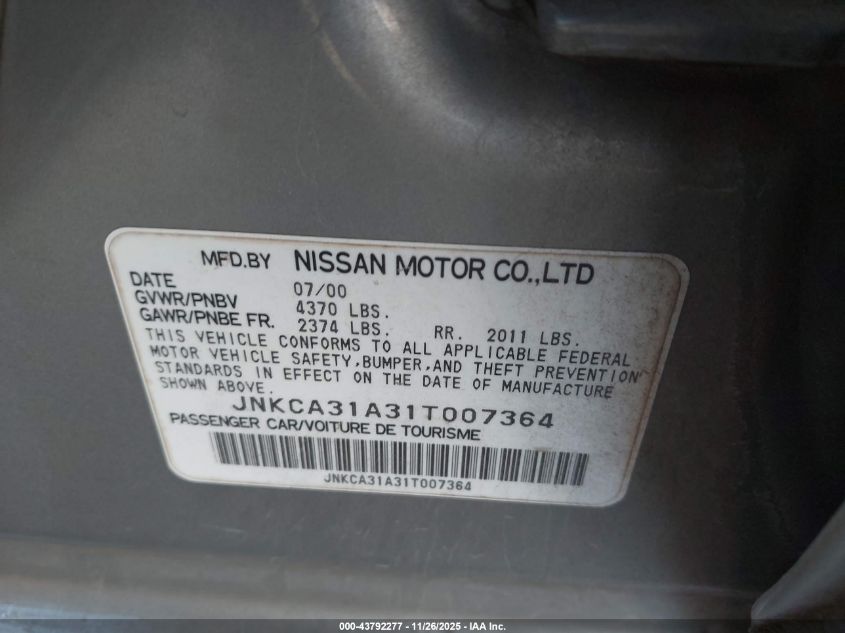 MFD.BY NISSAN MOTOR CO.,LTD
DATE 07/00
GVWR/PNBV 4370 LBS.
GAWR/PNBE FR. 2374 LBS. RR. 2011 LBS.
THIS VEHICLE CONFORMS TO ALL APPLICABLE FEDERAL
MOTOR VEHICLE SAFETY,BUMPER,AND THEFT PREVENTION
STANDARDS IN EFFECT ON THE DATE OF MANUFACTURE
SHOWN ABOVE.
JNKCA31A31T007364
PASSENGER CAR/VOITURE DE TOURISME
JNKCA31A31T007364
000-43792277 - 11/26/2025 - IAA Inc.